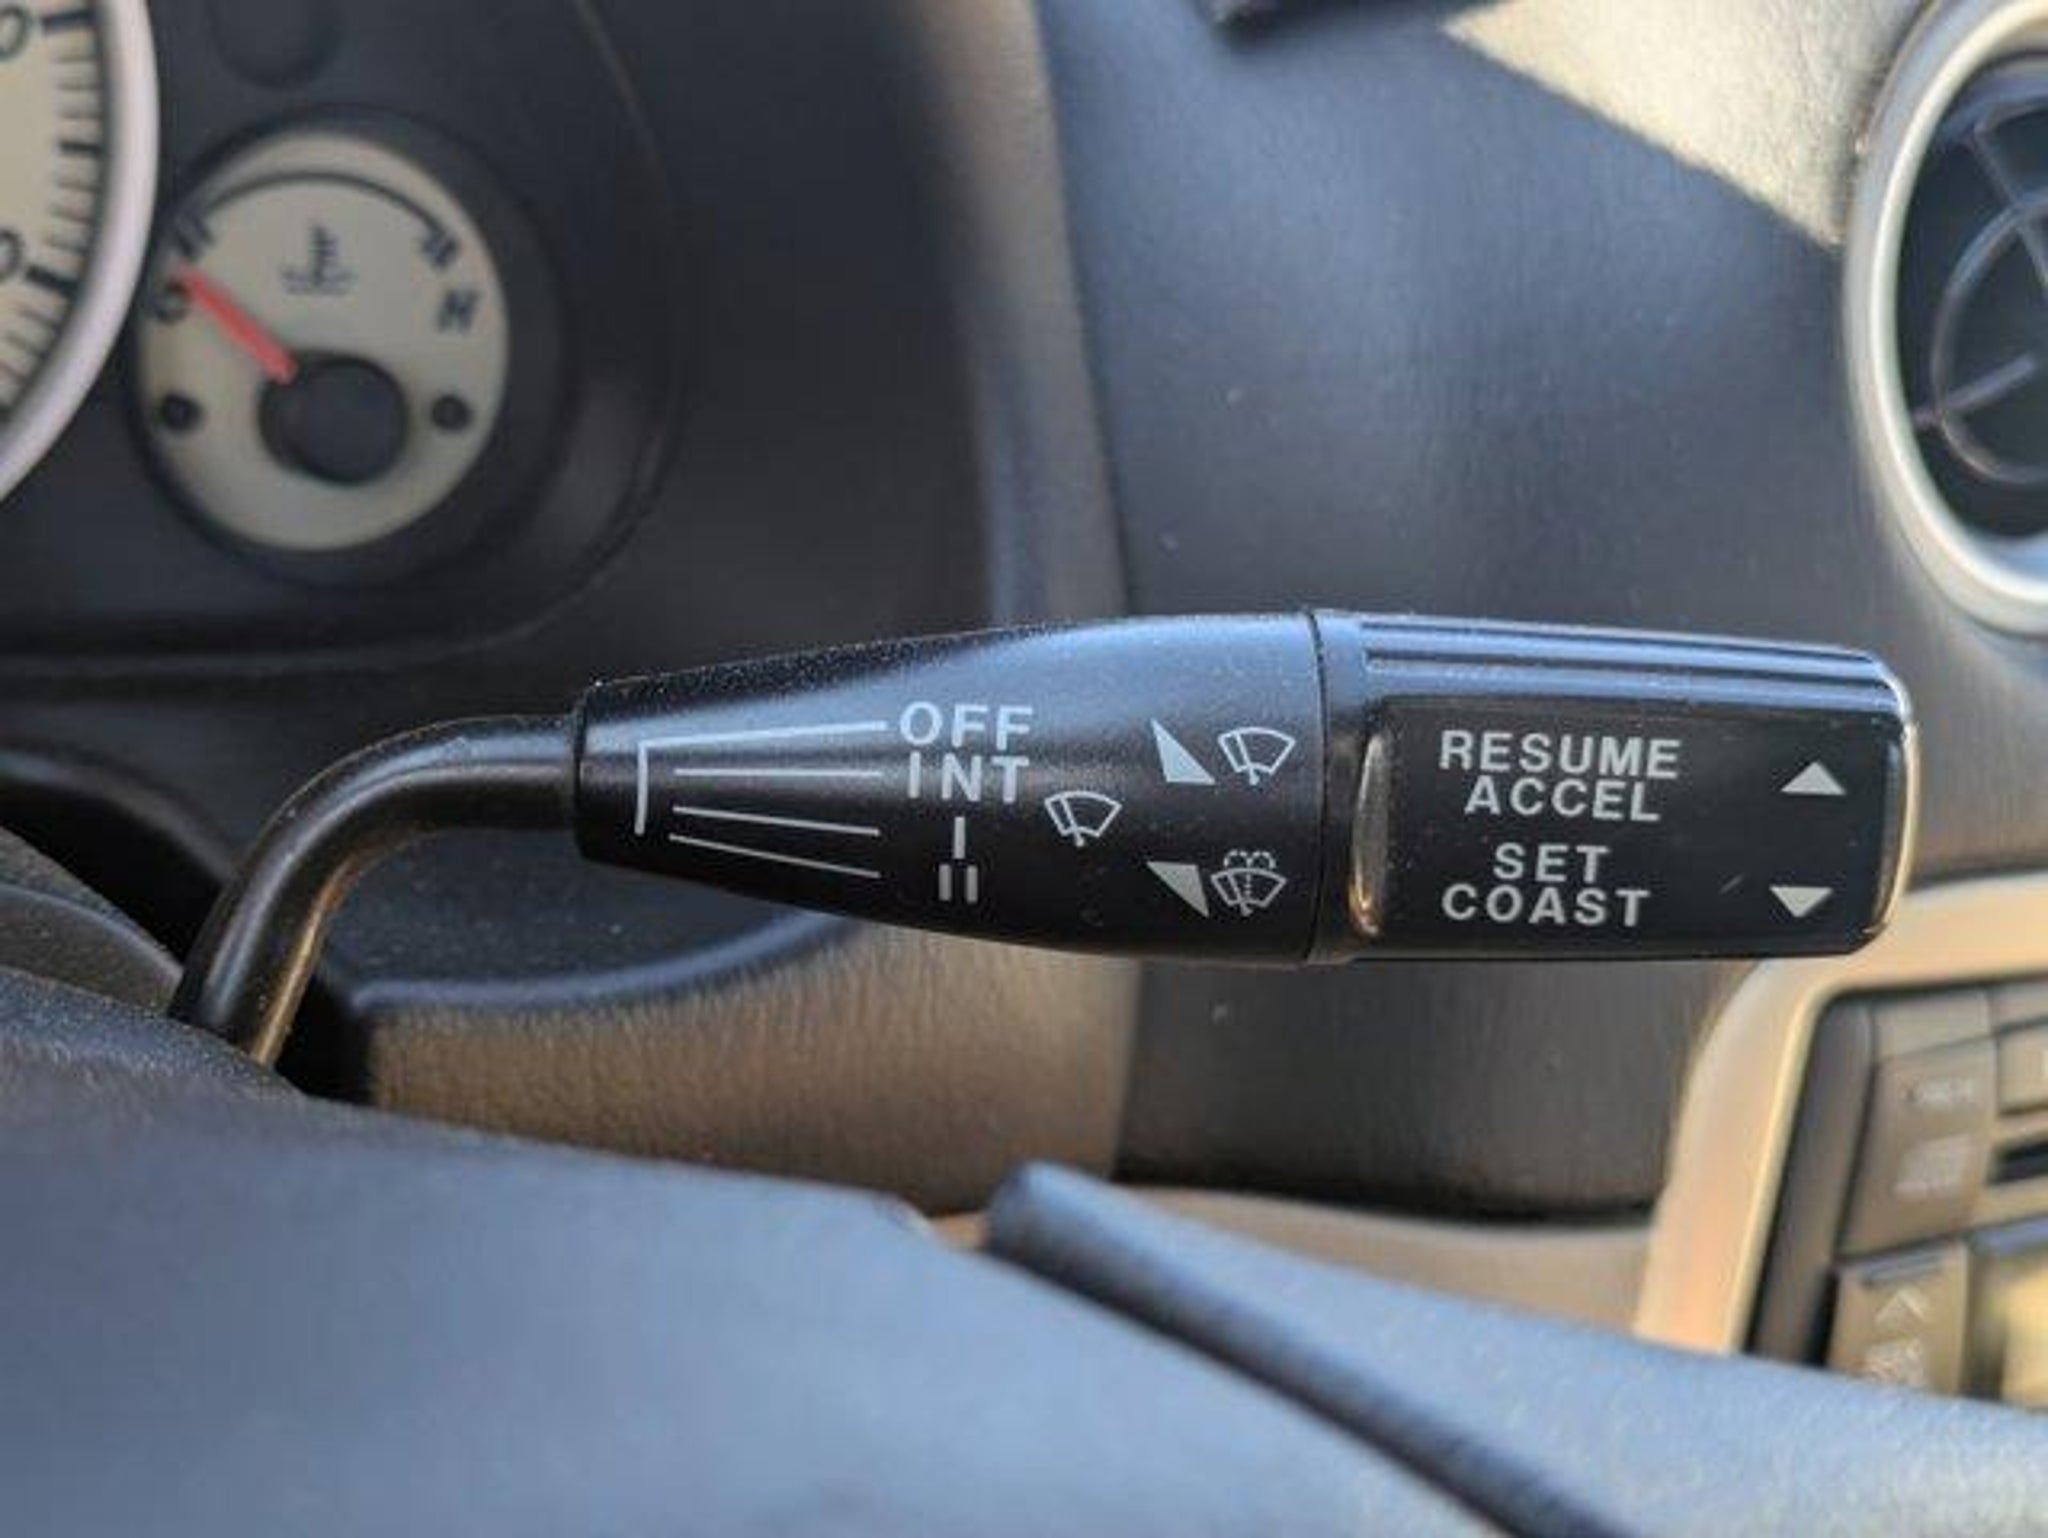 C
H
OFF
INT
I
II
RESUME
ACCEL
SET
COAST